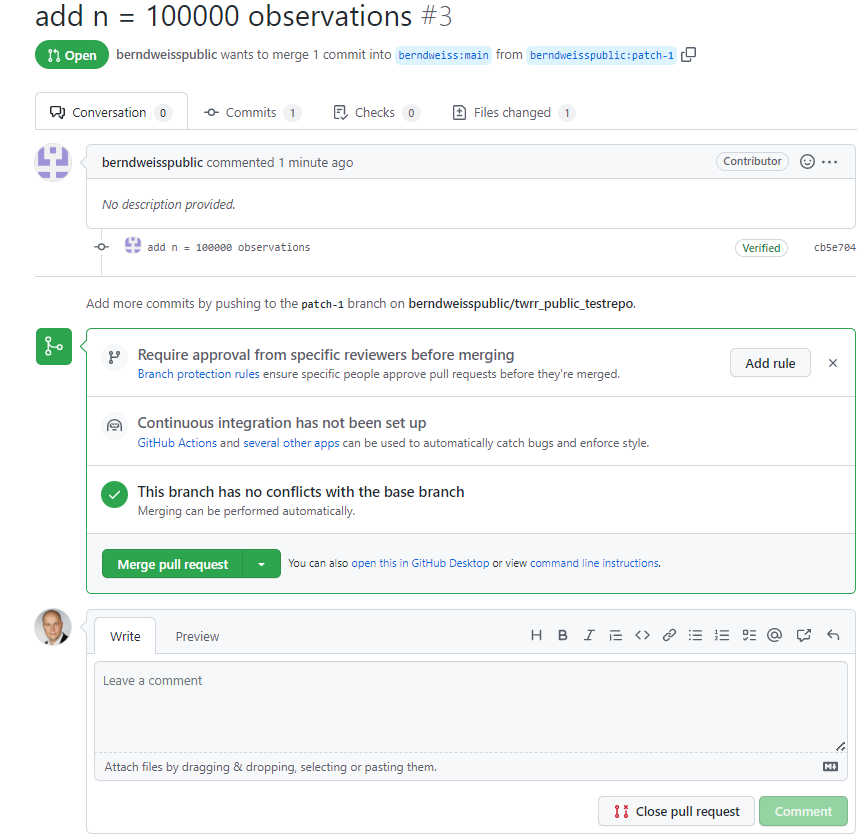 add n = 100000 observations #3
Open berndweisspublic wants to merge 1 commit into berndweiss:main from berndweisspublic:patch-1
Conversation 0 Commits 1 Checks 0 Files changed 1
berndweisspublic commented 1 minute ago Contributor
No description provided.
add n = 100000 observations Verified cb5e704
Add more commits by pushing to the patch-1 branch on berndweisspublic/twrr_public_testrepo.
Require approval from specific reviewers before merging
Branch protection rules ensure specific people approve pull requests before they're merged.
Add rule
Continuous integration has not been set up
GitHub Actions and several other apps can be used to automatically catch bugs and enforce style.
This branch has no conflicts with the base branch
Merging can be performed automatically.
Merge pull request You can also open this in GitHub Desktop or view command line instructions.
Write Preview
Leave a comment
Attach files by dragging & dropping, selecting or pasting them.
Close pull request Comment